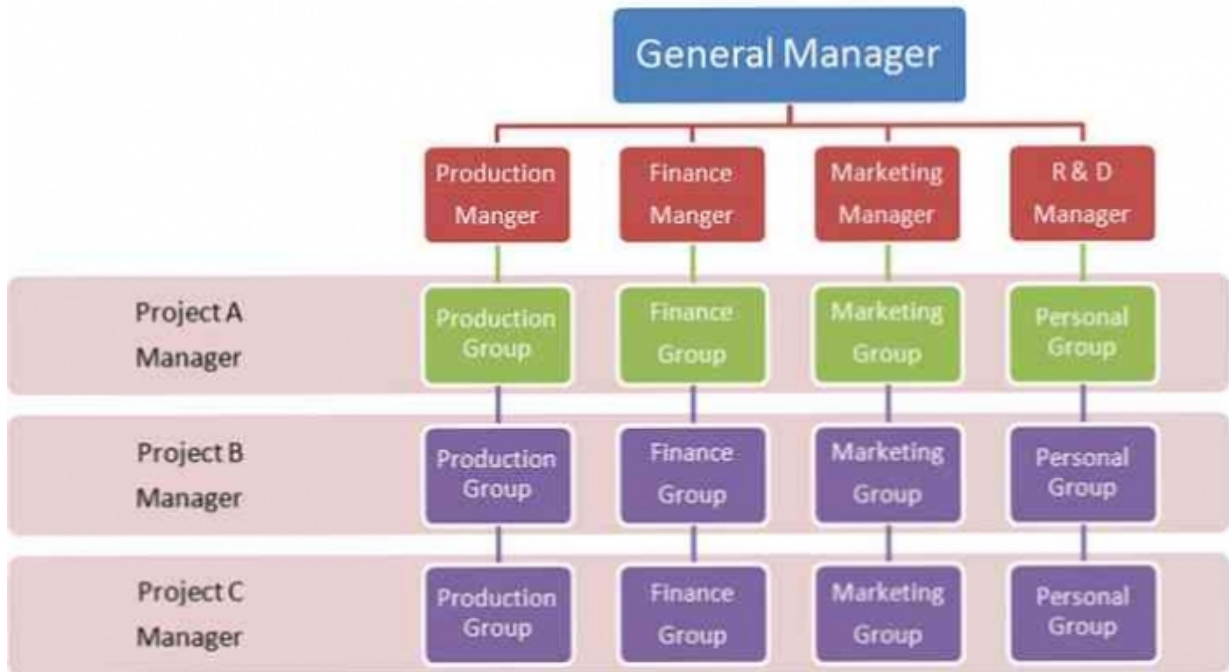 General Manager
Production
Manger
Finance
Manger
Marketing
Manager
R & D
Manager
Project A
Manager
Production
Group
Finance
Group
Marketing
Group
Personal
Group
Project B
Manager
Production
Group
Finance
Group
Marketing
Group
Personal
Group
Project C
Manager
Production
Group
Finance
Group
Marketing
Group
Personal
Group